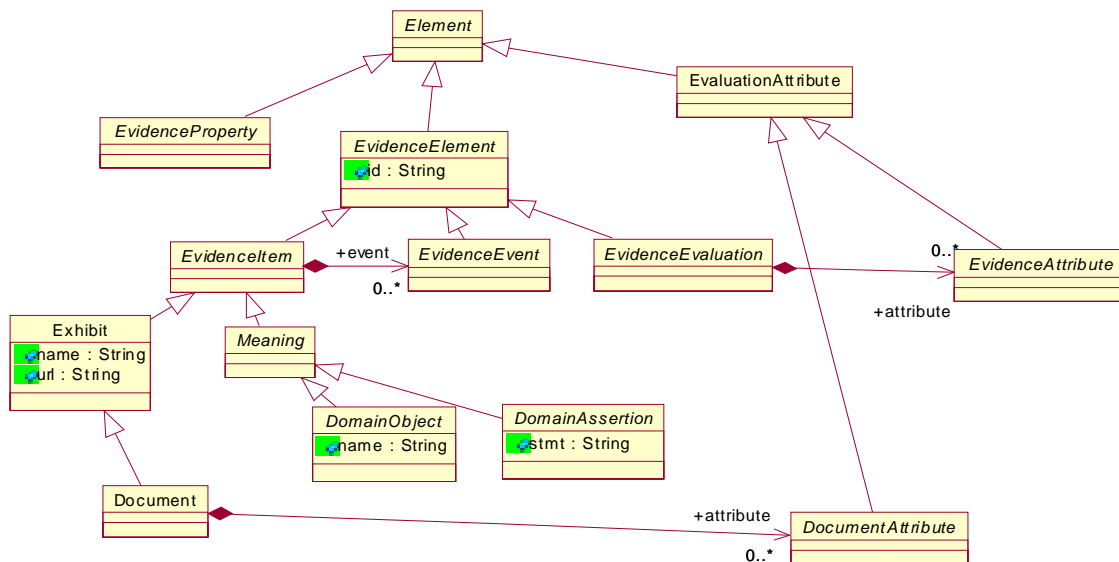 Element
EvaluationAttribute
EvidenceProperty
EvidenceElement
id : String
EvidenceItem
+event
0..*
EvidenceEvent
EvidenceEvaluation
0..*
EvidenceAttribute
+attribute
Exhibit
name : String
url : String
Meaning
DomainObject
name : String
DomainAssertion
stmt : String
Document
+attribute
0..*
DocumentAttribute